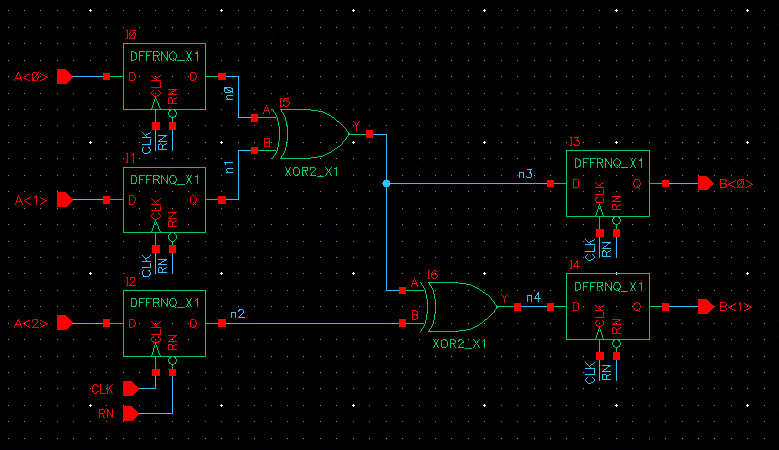 I0
DFFRNQ_X1
A<0>
D
Q
CLK
RN
CLK
RN
n0
I5
A
B
Y
XOR2_X1
I1
DFFRNQ_X1
A<1>
D
Q
CLK
RN
CLK
RN
n1
n3
I3
DFFRNQ_X1
D
Q
B<0>
CLK
RN
CLK
RN
I2
DFFRNQ_X1
A<2>
D
Q
CLK
RN
n2
CLK
RN
I6
A
B
Y
XOR2_X1
n4
I4
DFFRNQ_X1
D
Q
B<1>
CLK
RN
CLK
RN